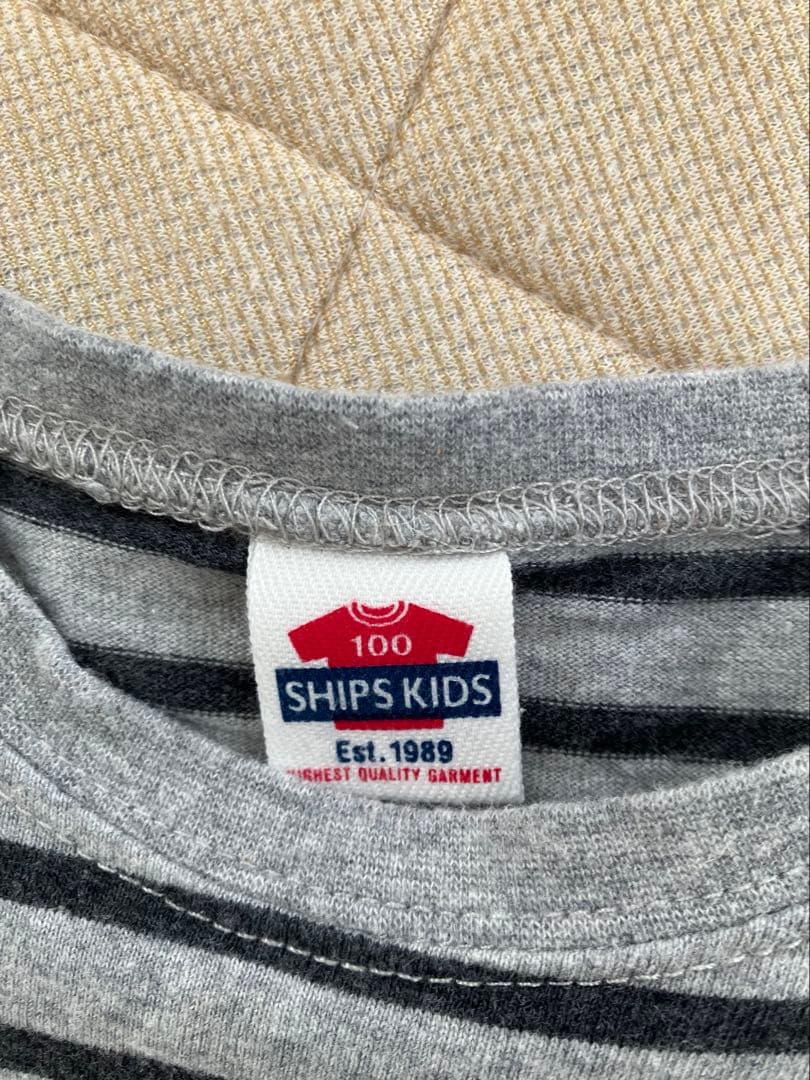 100
SHIPS KIDS
Est. 1989
HIGHEST QUALITY GARMENT